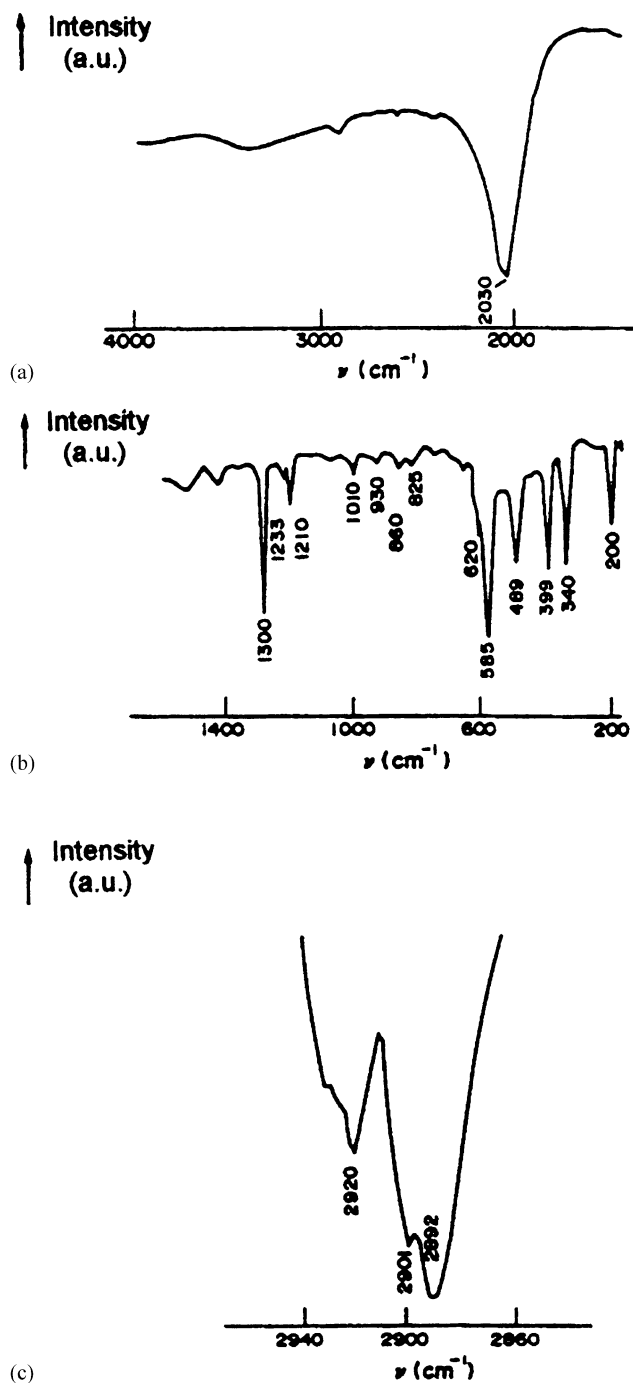 Intensity
(a.u.)
2030
4000 3000 2000
ν (cm⁻¹)
(a)
Intensity
(a.u.)
1300
1233
1210
1010
930
860
825
620
585
489
399
340
200
x
1400 1000 600 200
ν (cm⁻¹)
(b)
Intensity
(a.u.)
2920
2901
2892
2940 2900 2860
ν (cm⁻¹)
(c)